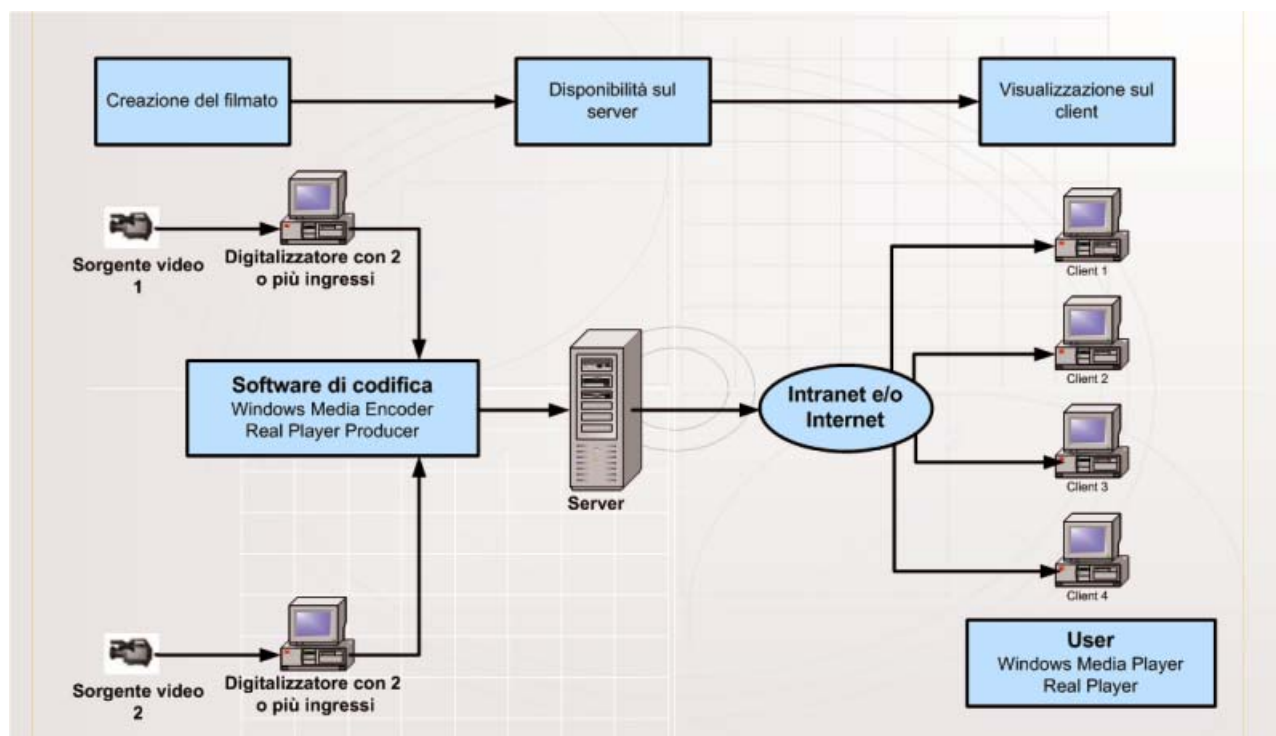 Creazione del filmato
Disponibilità sul
server
Visualizzazione sul
client
Sorgente video
1
Digitalizzatore con 2
o più ingressi
Software di codifica
Windows Media Encoder
Real Player Producer
Server
Intranet e/o
Internet
Client 1
Client 2
Client 3
Client 4
Sorgente video
2
Digitalizzatore con 2
o più ingressi
User
Windows Media Player
Real Player